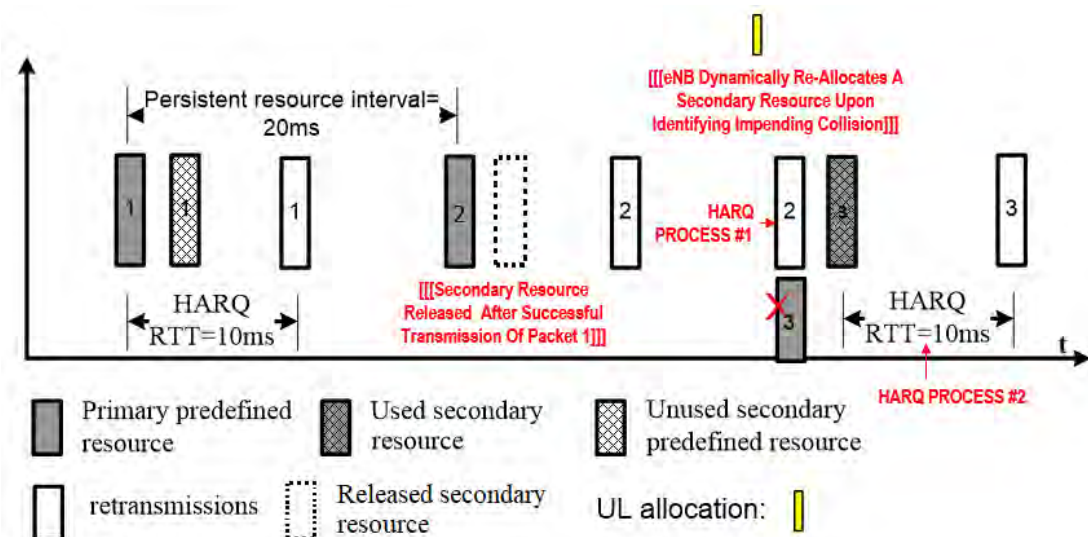 [[[eNB Dynamically Re-Allocates A
Secondary Resource Upon
Identifying Impending Collision]]]
Persistent resource interval=
20ms
1
1
1
2
2
2
3
3
HARQ
PROCESS #1
[[[Secondary Resource
Released After Successful
Transmission Of Packet 1]]]
HARQ
RTT=10ms
X
3
HARQ
RTT=10ms
t
HARQ PROCESS #2
Primary predefined
resource
Used secondary
resource
Unused secondary
predefined resource
retransmissions
Released secondary
resource
UL allocation: